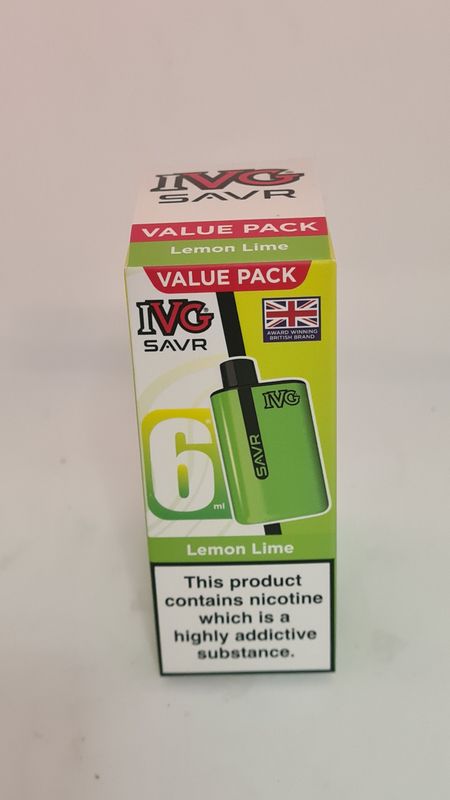 IVG
SAVR
VALUE PACK
Lemon Lime
VALUE PACK
IVG
SAVR
AWARD WINNING
BRITISH BRAND
IVG
SAVR
6
ml
Lemon Lime
This product
contains nicotine
which is a
highly addictive
substance.